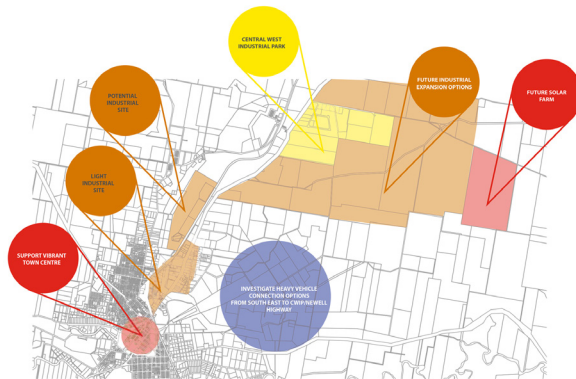 CENTRAL WEST
INDUSTRIAL PARK
POTENTIAL
INDUSTRIAL
SITE
FUTURE INDUSTRIAL
EXPANSION OPTIONS
FUTURE SOLAR
FARM
LIGHT
INDUSTRIAL
SITE
SUPPORT VIBRANT
TOWN CENTRE
INVESTIGATE HEAVY VEHICLE
CONNECTION OPTIONS
FROM SOUTH EAST TO CWIP/NEWELL
HIGHWAY